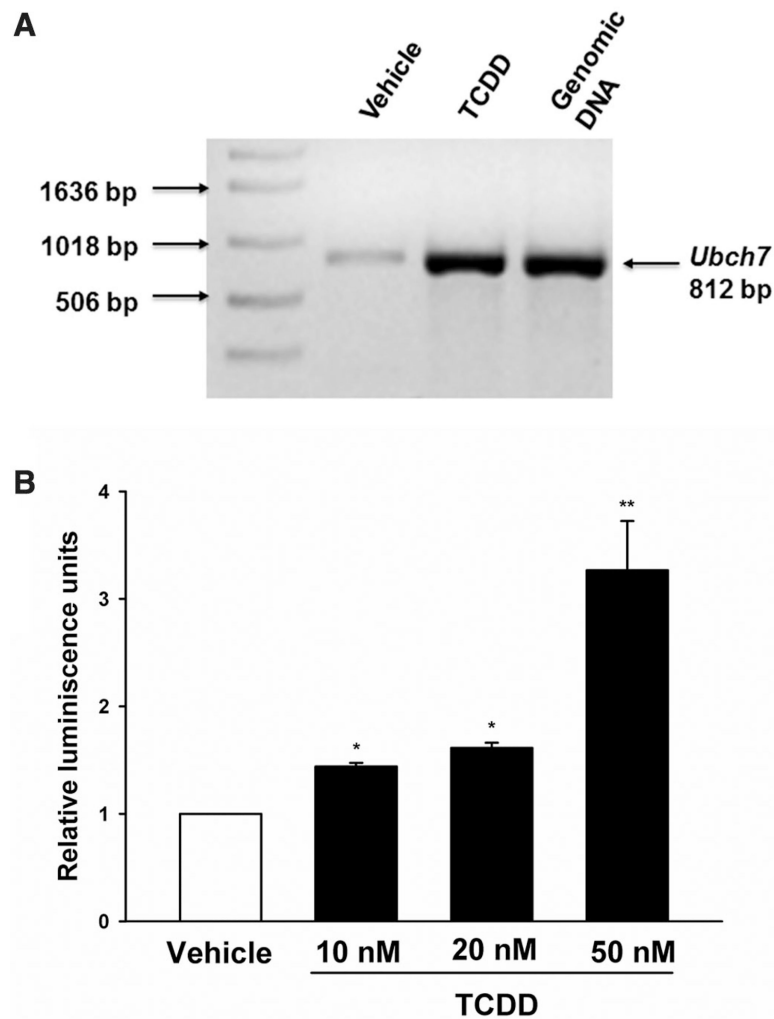 A
Vehicle
TCDD
Genomic
DNA
1636 bp
1018 bp
506 bp
Ubch7
812 bp
B
Relative luminiscence units
4
3
2
1
0
*
*
**
Vehicle
10 nM
20 nM
50 nM
TCDD